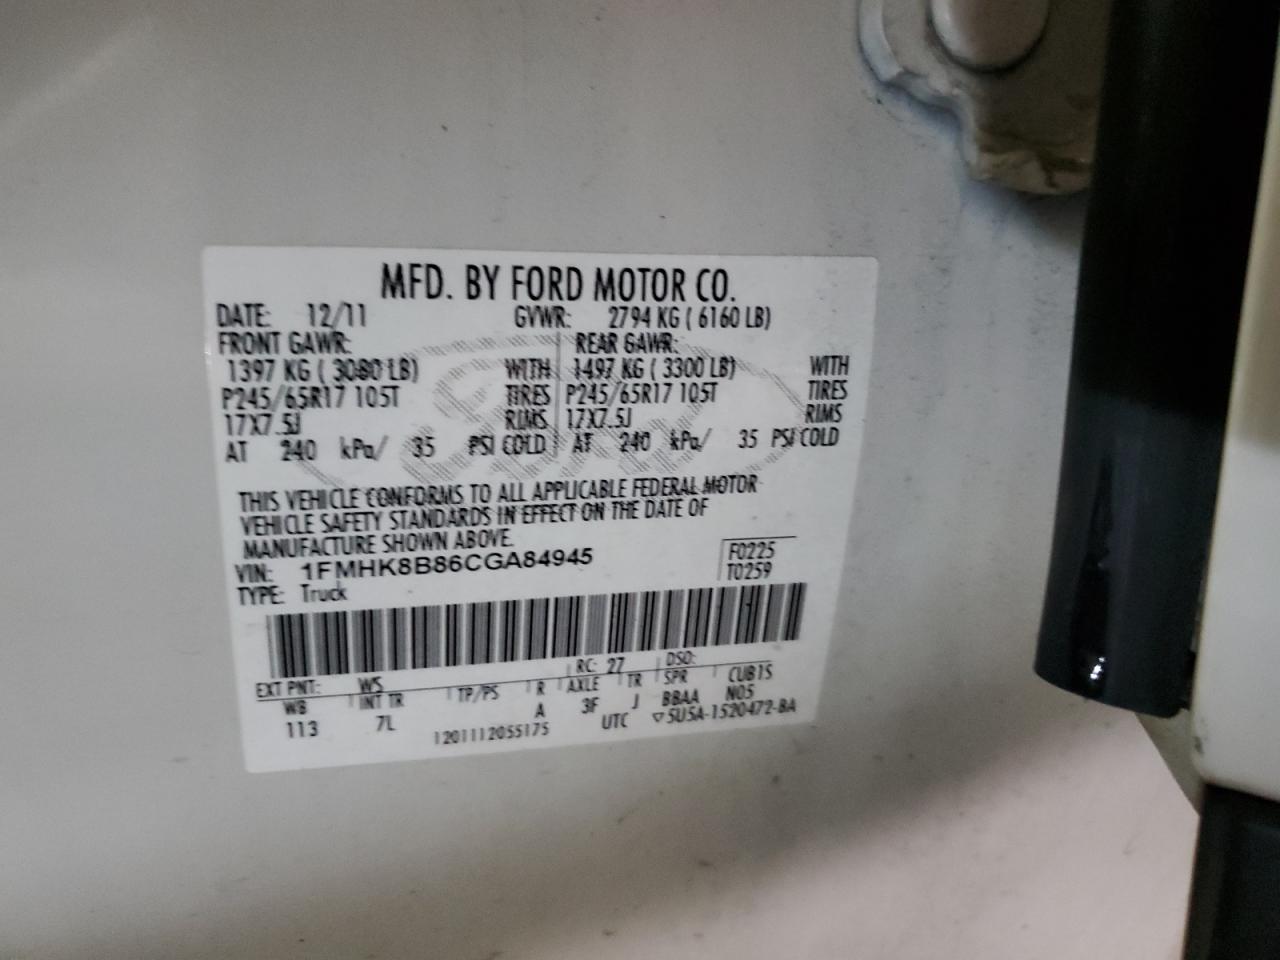 MFD. BY FORD MOTOR CO.
DATE: 12/11 GVWR: 2794 KG ( 6160 LB)
FRONT GAWR: REAR GAWR:
1397 KG ( 3080 LB) WITH 1497 KG ( 3300 LB) WITH
P245/65R17 105T TIRES P245/65R17 105T TIRES
17X7.5J RIMS 17X7.5J RIMS
AT 240 kPa/ 35 PSI COLD AT 240 kPa/ 35 PSI COLD
THIS VEHICLE CONFORMS TO ALL APPLICABLE FEDERAL MOTOR
VEHICLE SAFETY STANDARDS IN EFFECT ON THE DATE OF
MANUFACTURE SHOWN ABOVE.
VIN: 1FMHK8B86CGA84945 F0225
TYPE: Truck T0259
EXT PNT: WS RC: 27 DSO:
WB INT TR TP/PS R AXLE TR SPR CUB15
113 7L A 3F J BBAA N05
1201112055175 UTC ▽5U5A-1520472-BA